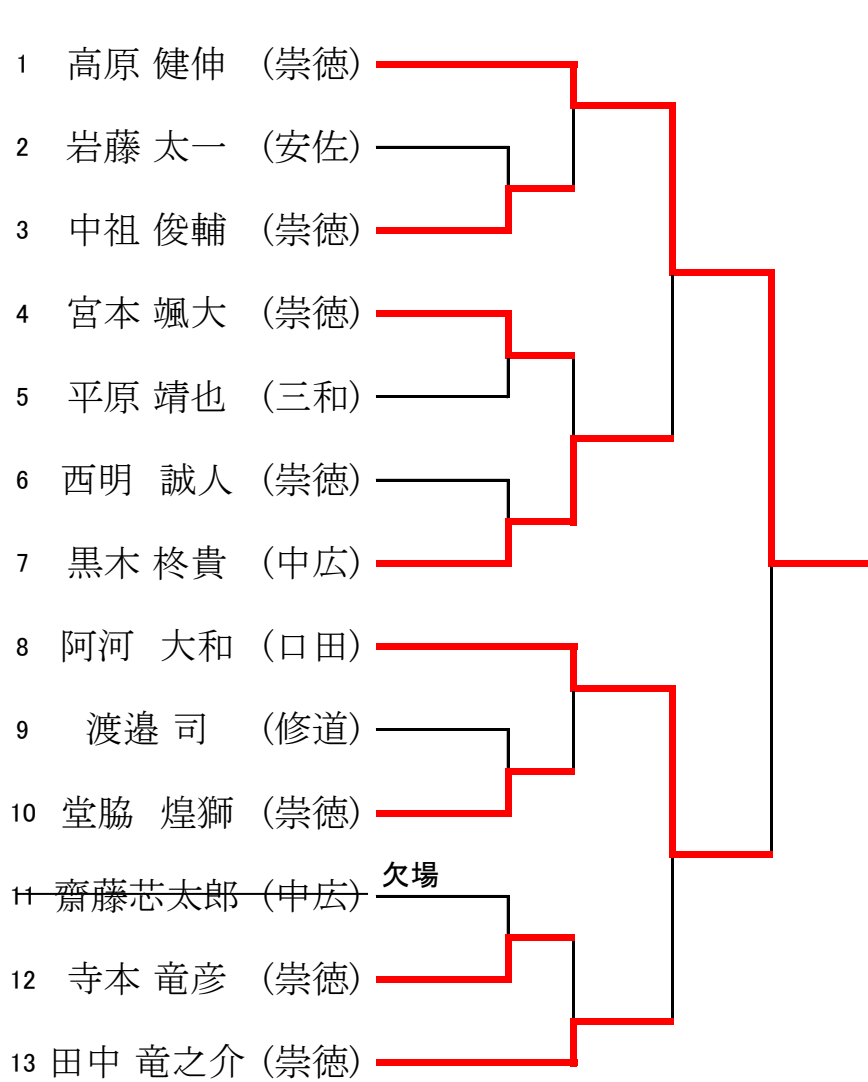 1 高原 健伸 (崇徳)
2 岩藤 太一 (安佐)
3 中祖 俊輔 (崇徳)
4 宮本 颯大 (崇徳)
5 平原 靖也 (三和)
6 西明 誠人 (崇徳)
7 黒木 柊貴 (中広)
8 阿河 大和 (口田)
9 渡邉 司 (修道)
10 堂脇 煌獅 (崇徳)
11 齋藤芯太郎 (中広) 欠場
12 寺本 竜彦 (崇徳)
13 田中 竜之介 (崇徳)